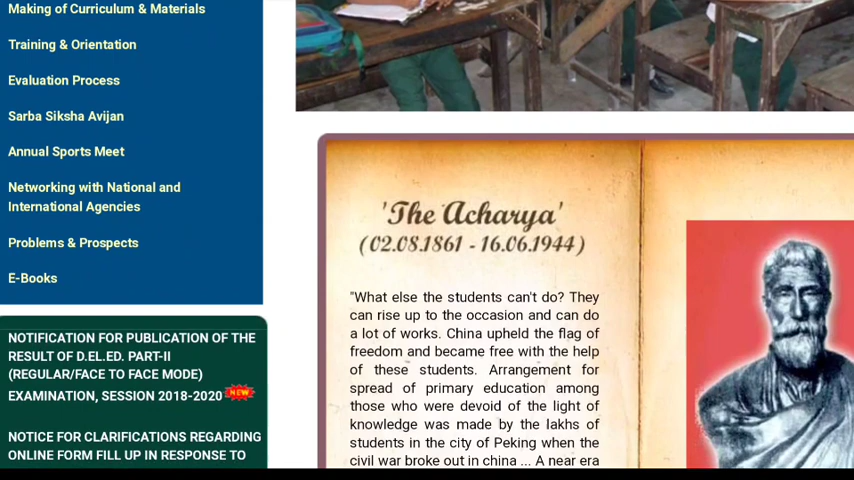 Making of Curriculum & Materials
Training & Orientation
Evaluation Process
Sarba Siksha Avijan
Annual Sports Meet
Networking with National and
International Agencies
Problems & Prospects
E-Books
NOTIFICATION FOR PUBLICATION OF THE
RESULT OF D.EL.ED. PART-II
(REGULAR/FACE TO FACE MODE)
EXAMINATION, SESSION 2018-2020 NEW
NOTICE FOR CLARIFICATIONS REGARDING
ONLINE FORM FILL UP IN RESPONSE TO
'The Acharya'
(02.08.1861 - 16.06.1944)
"What else the students can't do? They
can rise up to the occasion and can do
a lot of works. China upheld the flag of
freedom and became free with the help
of these students. Arrangement for
spread of primary education among
those who were devoid of the light of
knowledge was made by the lakhs of
students in the city of Peking when the
civil war broke out in china ... A near era